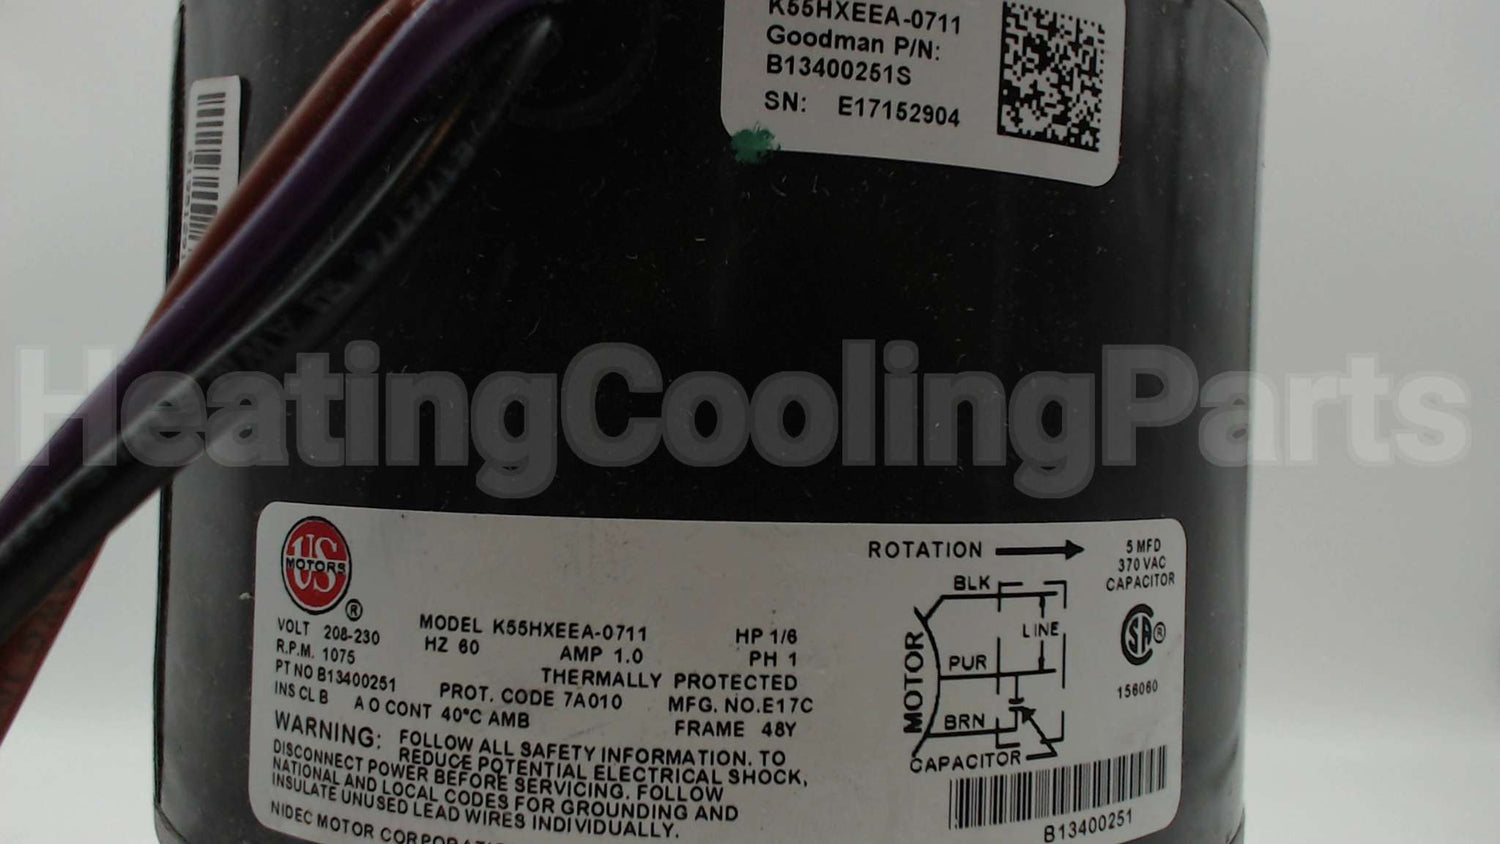 K55HXEEA-0711
Goodman P/N:
B13400251S
SN: E17152904
HeatingCoolingParts
US
MOTORS
®
VOLT 208-230
R.P.M. 1075
PT NO B13400251
INS CL B
MODEL K55HXEEA-0711
HZ 60
AMP 1.0
HP 1/6
PH 1
THERMALLY PROTECTED
PROT. CODE 7A010
MFG. NO.E17C
A O CONT 40°C AMB
FRAME 48Y
WARNING: FOLLOW ALL SAFETY INFORMATION. TO
REDUCE POTENTIAL ELECTRICAL SHOCK,
DISCONNECT POWER BEFORE SERVICING. FOLLOW
NATIONAL AND LOCAL CODES FOR GROUNDING AND
INSULATE UNUSED LEAD WIRES INDIVIDUALLY.
NIDEC MOTOR
ROTATION
5 MFD
370 VAC
CAPACITOR
BLK
LINE
PUR
BRN
MOTOR
CAPACITOR
SA®
156060
B13400251